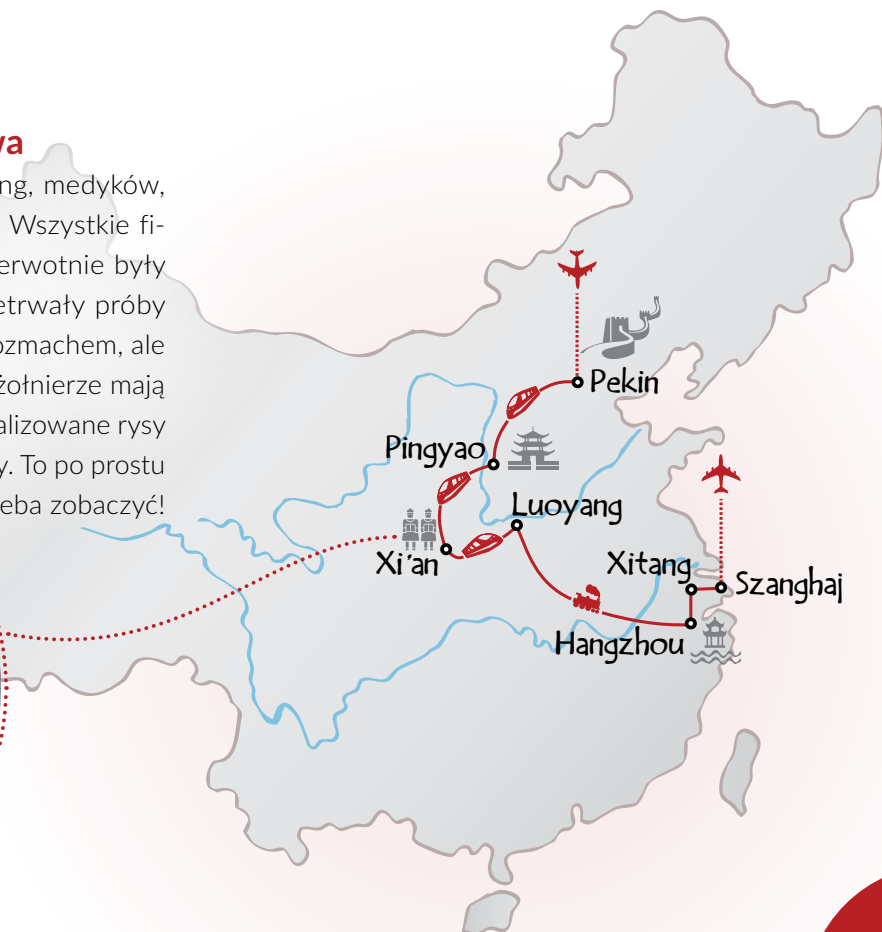 va
ng, medyków,
Wszystkie fi-
erwotnie były
etrwały próby
ozmachem, ale
żołnierze mają
alizowane rysy
y. To po prostu
eba zobaczyć!
Pekin
Pingyao
Luoyang
Xi'an
Xitang
Szanghaj
Hangzhou